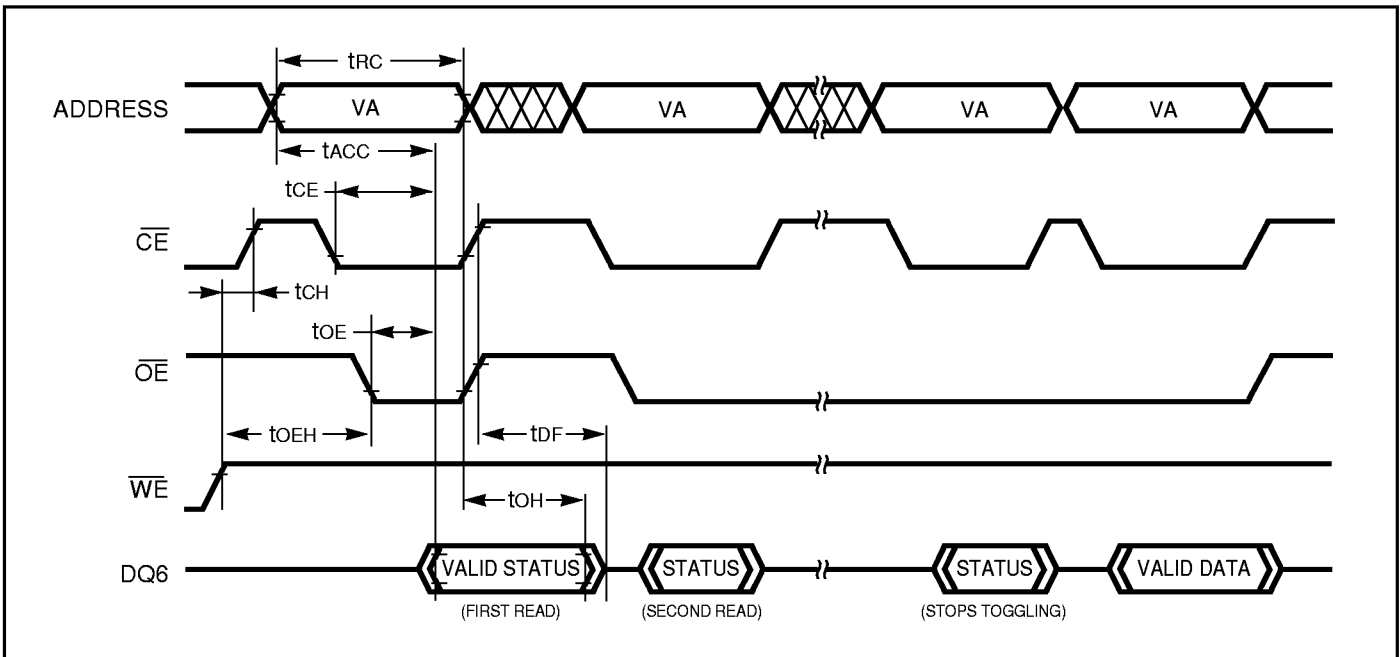 tRC
ADDRESS VA VA VA VA
tACC
tCE
CE
tCH
tOE
OE
tOEH tDF
WE
tOH
DQ6 VALID STATUS STATUS STATUS VALID DATA
(FIRST READ) (SECOND READ) (STOPS TOGGLING)